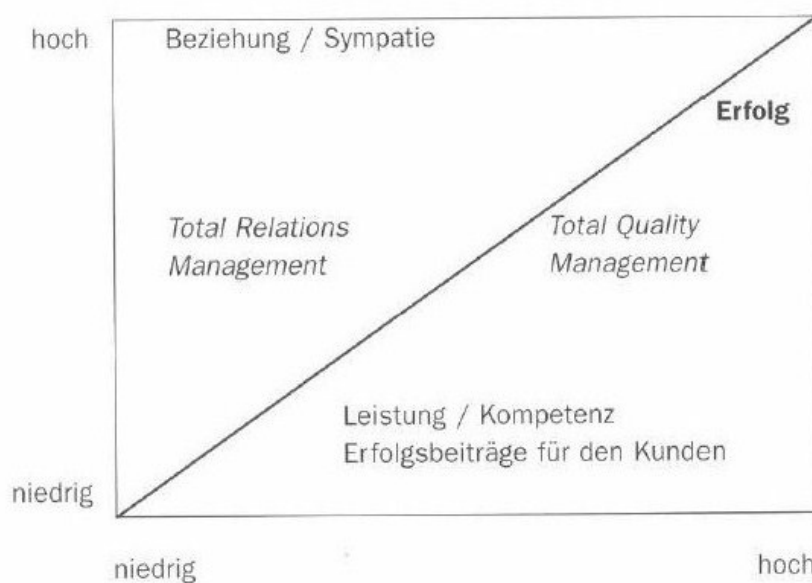 hoch
Beziehung / Sympatie
Erfolg
Total Relations
Management
Total Quality
Management
Leistung / Kompetenz
Erfolgsbeiträge für den Kunden
niedrig
niedrig
hoch